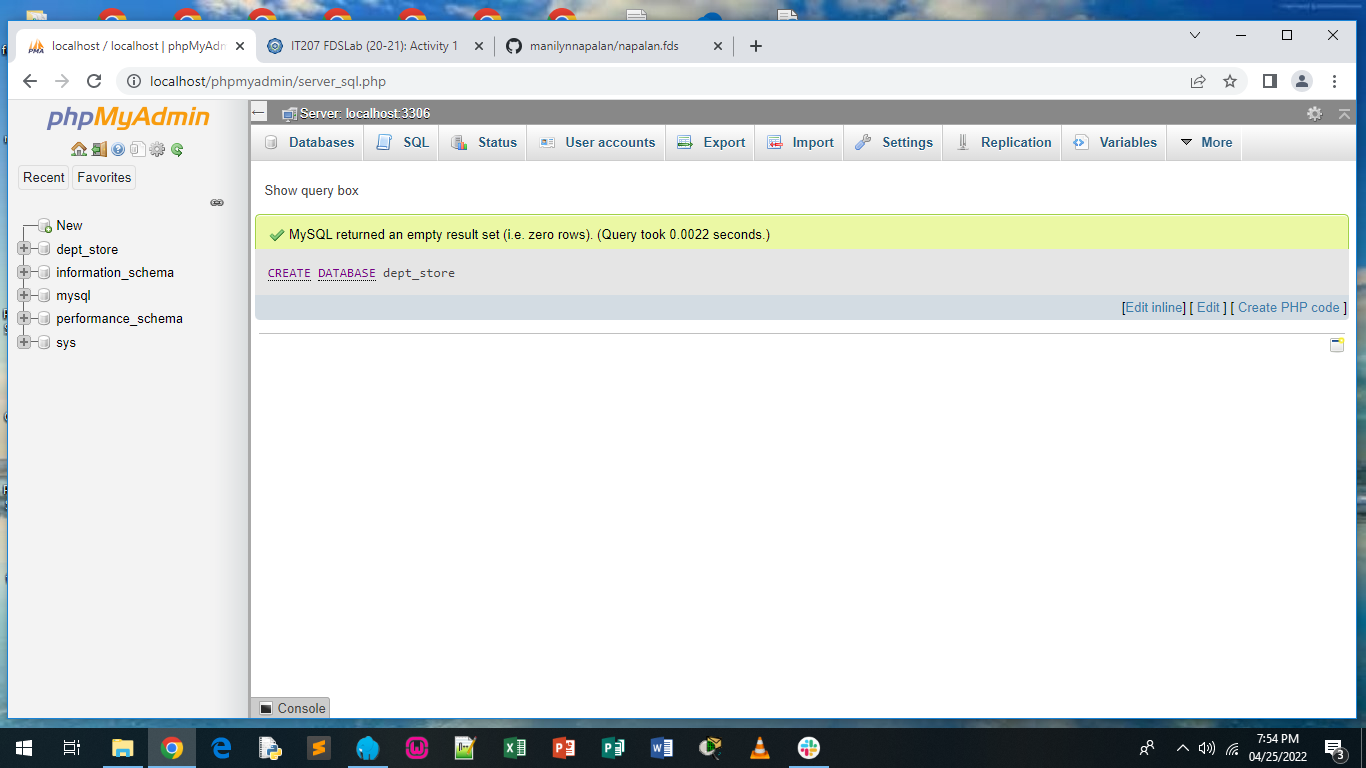 localhost / localhost | phpMyAdm
IT207 FDSLab (20-21): Activity 1
manilynnapalan/napalan.fds
localhost/phpmyadmin/server_sql.php
phpMyAdmin
Recent
Favorites
New
dept_store
information_schema
mysql
performance_schema
sys
Server: localhost:3306
Databases
SQL
Status
User accounts
Export
Import
Settings
Replication
Variables
More
Show query box
MySQL returned an empty result set (i.e. zero rows). (Query took 0.0022 seconds.)
CREATE DATABASE dept_store
[Edit inline] [ Edit ] [ Create PHP code ]
Console
7:54 PM
04/25/2022
3